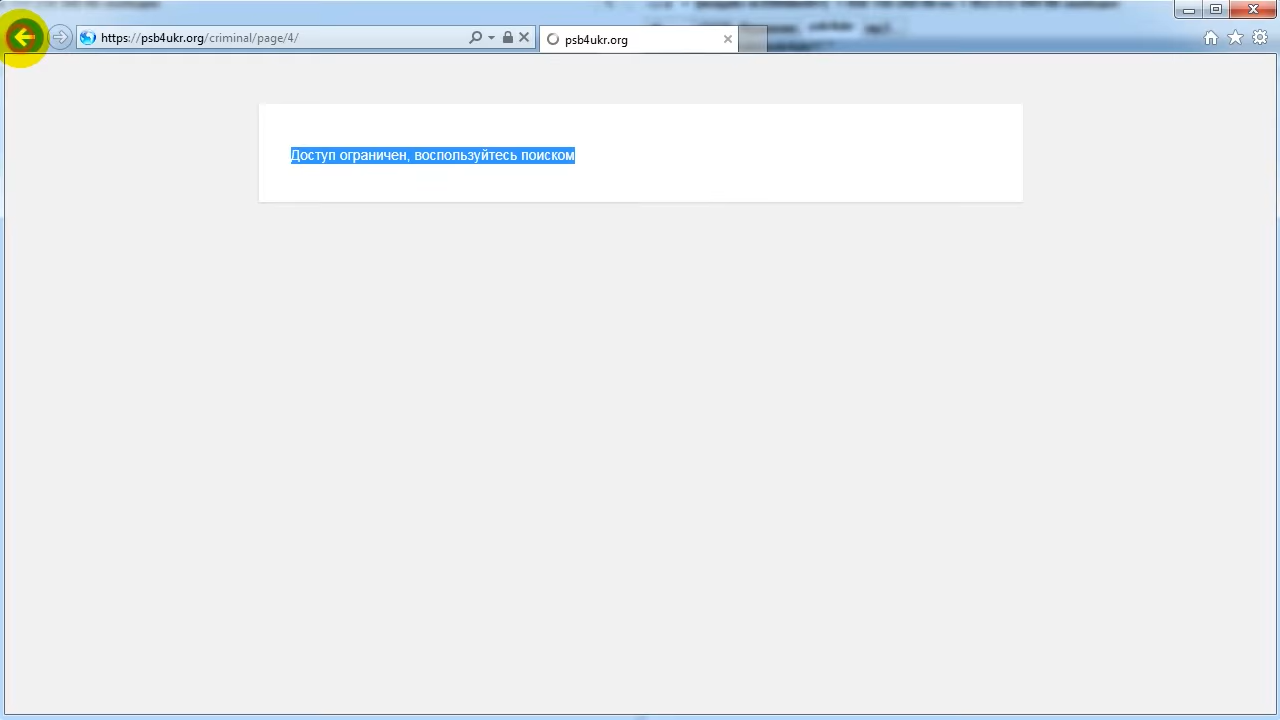 https://psb4ukr.org/criminal/page/4/
psb4ukr.org
Доступ ограничен, воспользуйтесь поиском